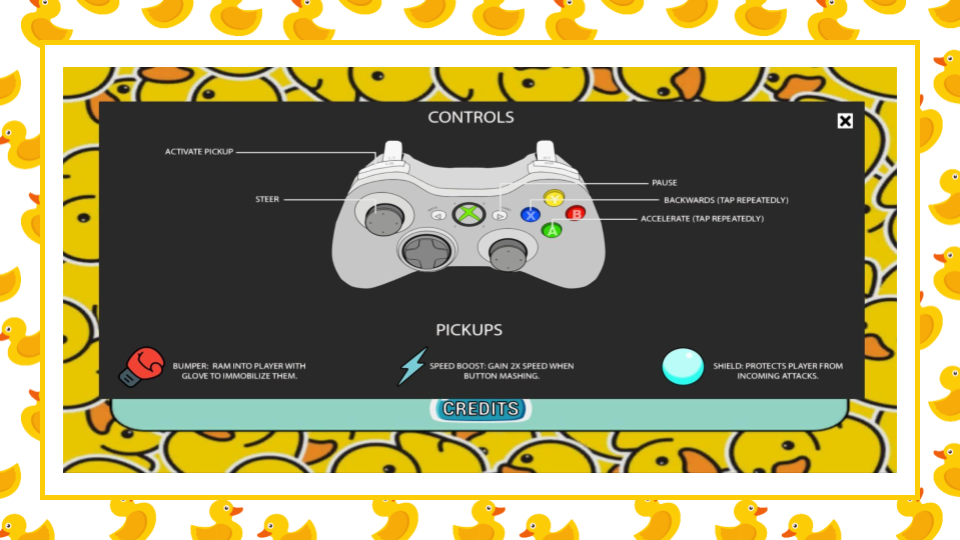 CONTROLS
ACTIVATE PICKUP
PAUSE
STEER
BACKWARDS (TAP REPEATEDLY)
ACCELERATE (TAP REPEATEDLY)
Y
X
B
A
PICKUPS
BUMPER: RAM INTO PLAYER WITH
GLOVE TO IMMOBILIZE THEM.
SPEED BOOST: GAIN 2X SPEED WHEN
BUTTON MASHING.
SHIELD: PROTECTS PLAYER FROM
INCOMING ATTACKS.
CREDITS